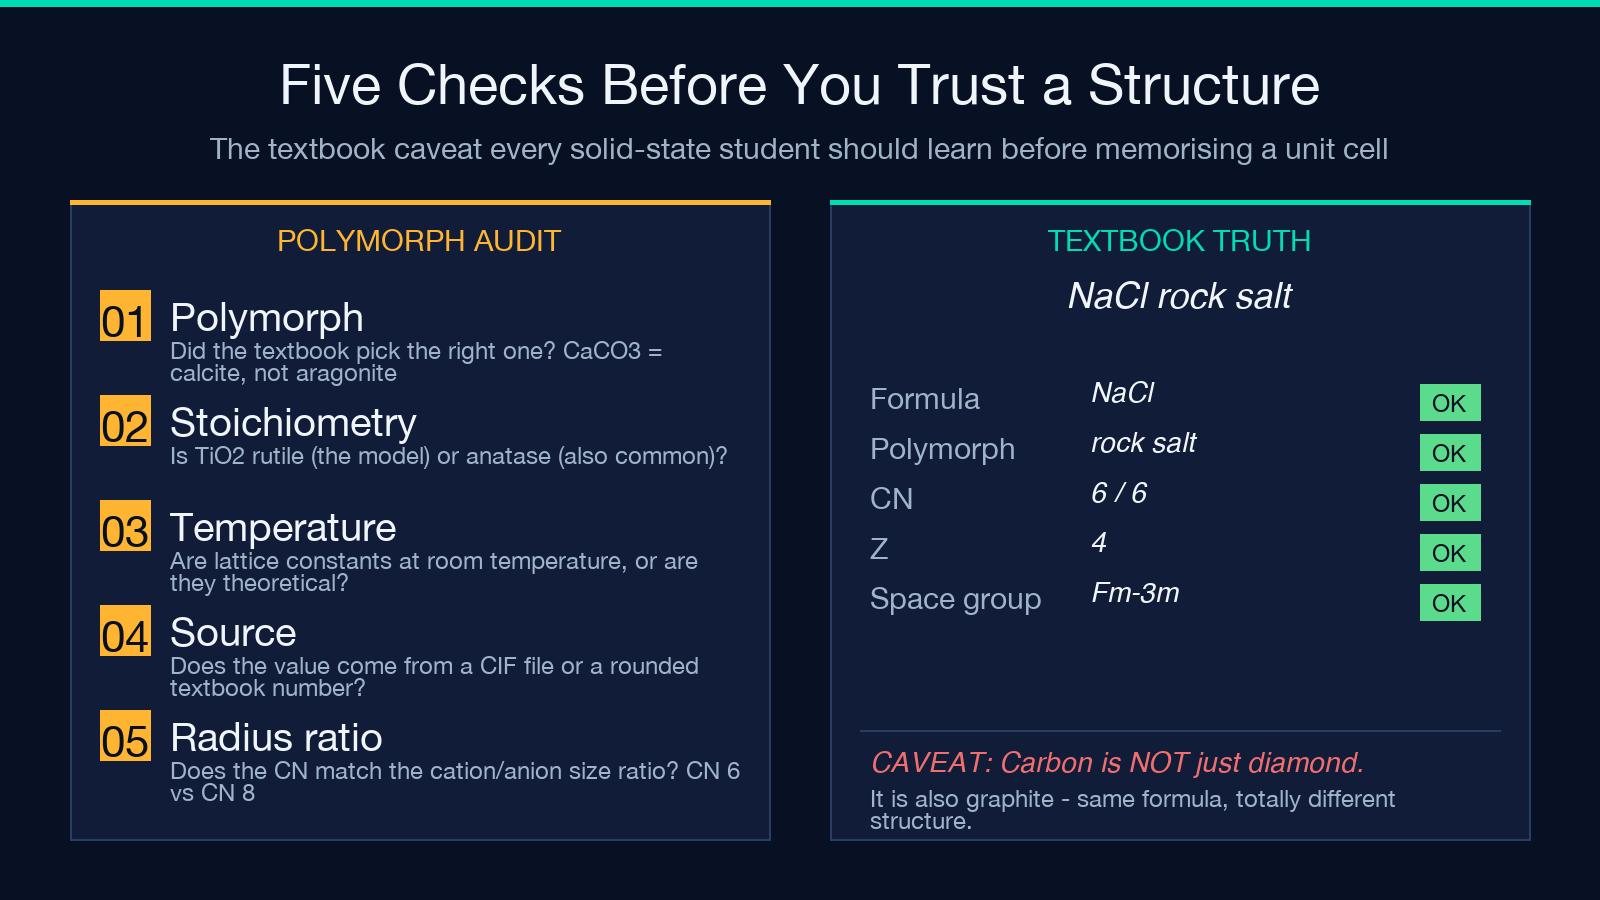 Five Checks Before You Trust a Structure
The textbook caveat every solid-state student should learn before memorising a unit cell
POLYMORPH AUDIT
01 Polymorph
Did the textbook pick the right one? CaCO3 =
calcite, not aragonite
02 Stoichiometry
Is TiO2 rutile (the model) or anatase (also common)?
03 Temperature
Are lattice constants at room temperature, or are
they theoretical?
04 Source
Does the value come from a CIF file or a rounded
textbook number?
05 Radius ratio
Does the CN match the cation/anion size ratio? CN 6
vs CN 8
TEXTBOOK TRUTH
NaCl rock salt
Formula NaCl OK
Polymorph rock salt OK
CN 6 / 6 OK
Z 4 OK
Space group Fm-3m OK
CAVEAT: Carbon is NOT just diamond.
It is also graphite - same formula, totally different
structure.